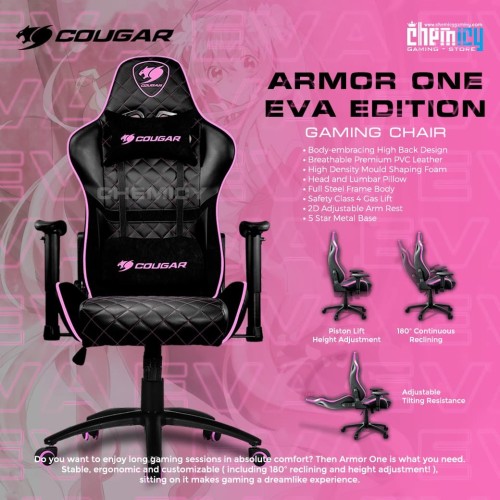 COUGAR
www.chemicygaming.com
chemicy
GAMING - STORE
ARMOR ONE
EVA EDITION
GAMING CHAIR
• Body-embracing High Back Design
• Breathable Premium PVC Leather
• High Density Mould Shaping Foam
• Head and Lumbar Pillow
• Full Steel Frame Body
• Safety Class 4 Gas Lift
• 2D Adjustable Arm Rest
• 5 Star Metal Base
COUGAR
CHEMICY
COUGAR
Piston Lift
Height Adjustment
180° Continuous
Reclining
Adjustable
Tilting Resistance
Do you want to enjoy long gaming sessions in absolute comfort? Then Armor One is what you need.
Stable, ergonomic and customizable ( including 180° reclining and height adjustment! ),
sitting on it makes gaming a dreamlike experience.